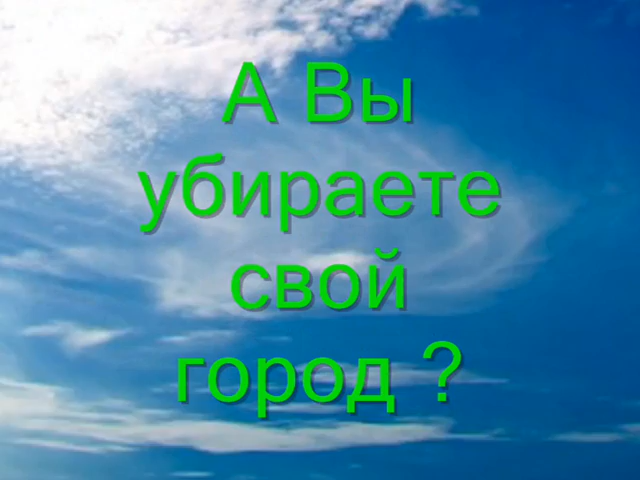 А Вы
убираете
свой
город ?